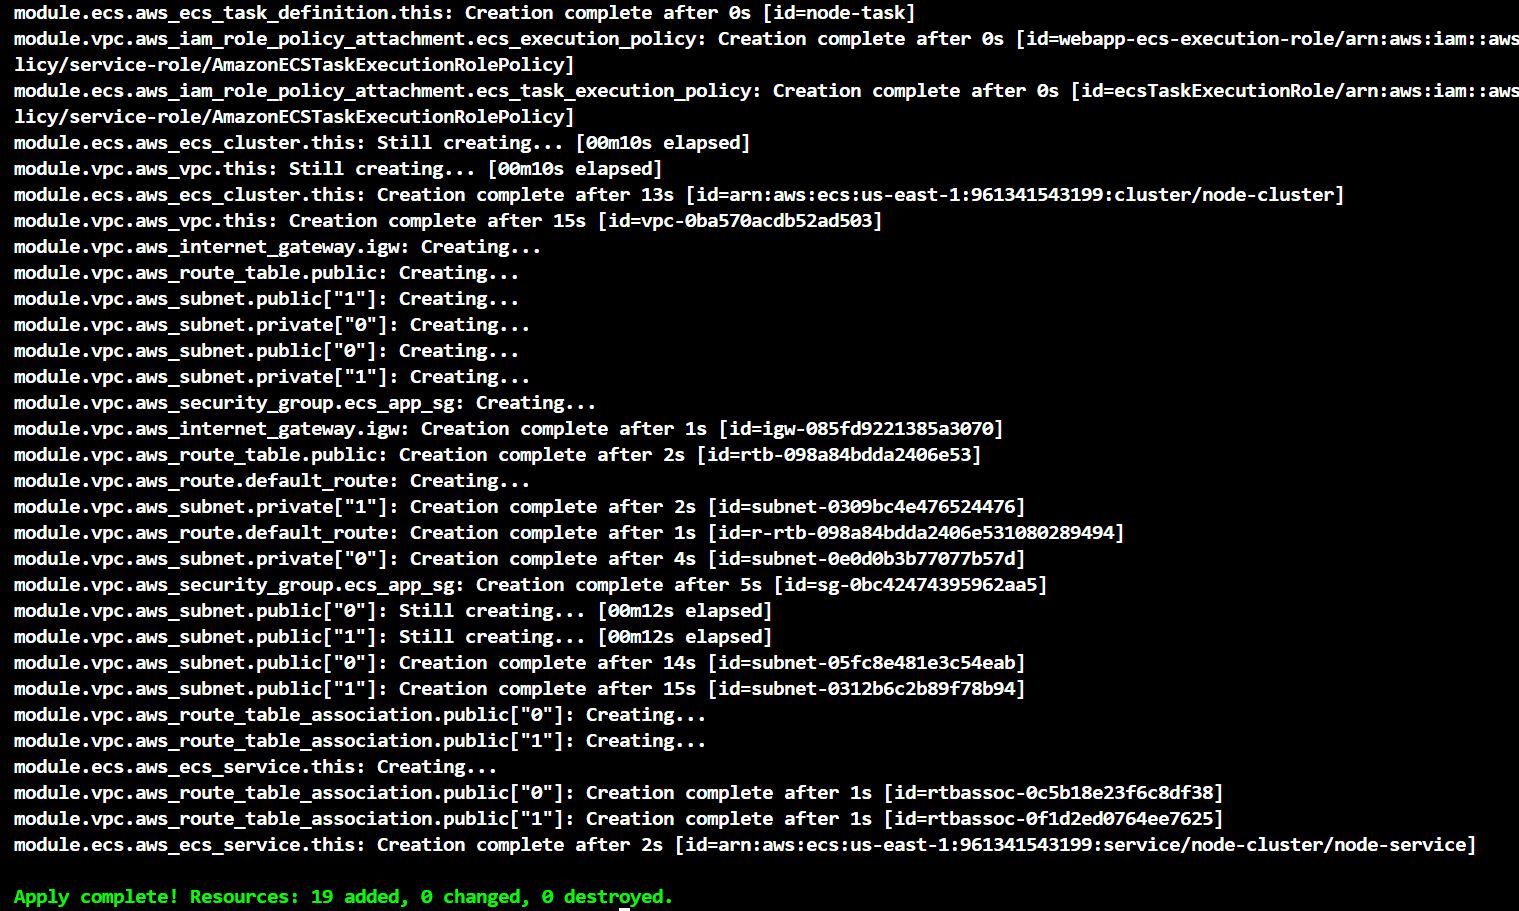 module.ecs.aws_ecs_task_definition.this: Creation complete after 0s [id=node-task]
module.vpc.aws_iam_role_policy_attachment.ecs_execution_policy: Creation complete after 0s [id=webapp-ecs-execution-role/arn:aws:iam::aws
licy/service-role/AmazonECSTaskExecutionRolePolicy]
module.ecs.aws_iam_role_policy_attachment.ecs_task_execution_policy: Creation complete after 0s [id=ecsTaskExecutionRole/arn:aws:iam::aws
licy/service-role/AmazonECSTaskExecutionRolePolicy]
module.ecs.aws_ecs_cluster.this: Still creating... [00m10s elapsed]
module.vpc.aws_vpc.this: Still creating... [00m10s elapsed]
module.ecs.aws_ecs_cluster.this: Creation complete after 13s [id=arn:aws:ecs:us-east-1:961341543199:cluster/node-cluster]
module.vpc.aws_vpc.this: Creation complete after 15s [id=vpc-0ba570acdb52ad503]
module.vpc.aws_internet_gateway.igw: Creating...
module.vpc.aws_route_table.public: Creating...
module.vpc.aws_subnet.public["1"]: Creating...
module.vpc.aws_subnet.private["0"]: Creating...
module.vpc.aws_subnet.public["0"]: Creating...
module.vpc.aws_subnet.private["1"]: Creating...
module.vpc.aws_security_group.ecs_app_sg: Creating...
module.vpc.aws_internet_gateway.igw: Creation complete after 1s [id=igw-085fd9221385a3070]
module.vpc.aws_route_table.public: Creation complete after 2s [id=rtb-098a84bdda2406e53]
module.vpc.aws_route.default_route: Creating...
module.vpc.aws_subnet.private["1"]: Creation complete after 2s [id=subnet-0309bc4e476524476]
module.vpc.aws_route.default_route: Creation complete after 1s [id=r-rtb-098a84bdda2406e531080289494]
module.vpc.aws_subnet.private["0"]: Creation complete after 4s [id=subnet-0e0d0b3b77077b57d]
module.vpc.aws_security_group.ecs_app_sg: Creation complete after 5s [id=sg-0bc42474395962aa5]
module.vpc.aws_subnet.public["0"]: Still creating... [00m12s elapsed]
module.vpc.aws_subnet.public["1"]: Still creating... [00m12s elapsed]
module.vpc.aws_subnet.public["0"]: Creation complete after 14s [id=subnet-05fc8e481e3c54eab]
module.vpc.aws_subnet.public["1"]: Creation complete after 15s [id=subnet-0312b6c2b89f78b94]
module.vpc.aws_route_table_association.public["0"]: Creating...
module.vpc.aws_route_table_association.public["1"]: Creating...
module.ecs.aws_ecs_service.this: Creating...
module.vpc.aws_route_table_association.public["0"]: Creation complete after 1s [id=rtbassoc-0c5b18e23f6c8df38]
module.vpc.aws_route_table_association.public["1"]: Creation complete after 1s [id=rtbassoc-0f1d2ed0764ee7625]
module.ecs.aws_ecs_service.this: Creation complete after 2s [id=arn:aws:ecs:us-east-1:961341543199:service/node-cluster/node-service]
Apply complete! Resources: 19 added, 0 changed, 0 destroyed.